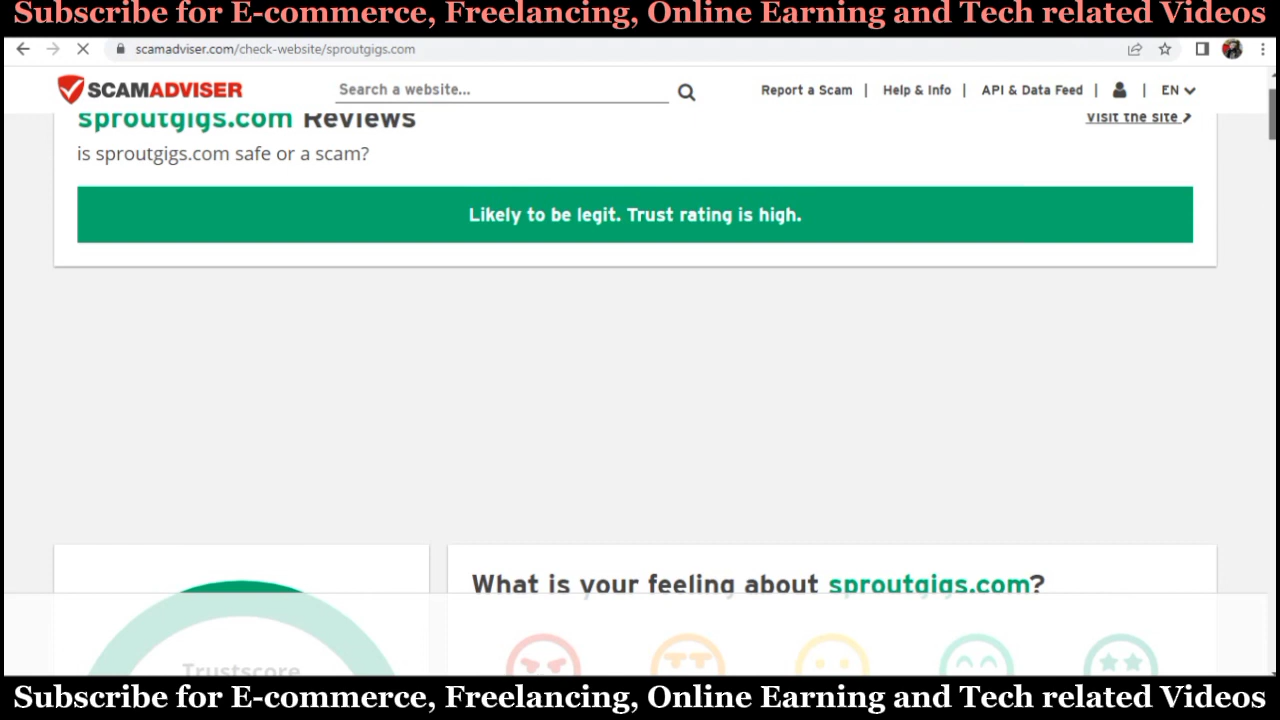 Subscribe for E-commerce, Freelancing, Online Earning and Tech related Videos
scamadviser.com/check-website/sproutgigs.com
SCAMADVISER
Search a website...
Report a Scam | Help & Info | API & Data Feed | | EN
sproutgigs.com Reviews
Visit the site
is sproutgigs.com safe or a scam?
Likely to be legit. Trust rating is high.
What is your feeling about sproutgigs.com?
Trustscore
Subscribe for E-commerce, Freelancing, Online Earning and Tech related Videos